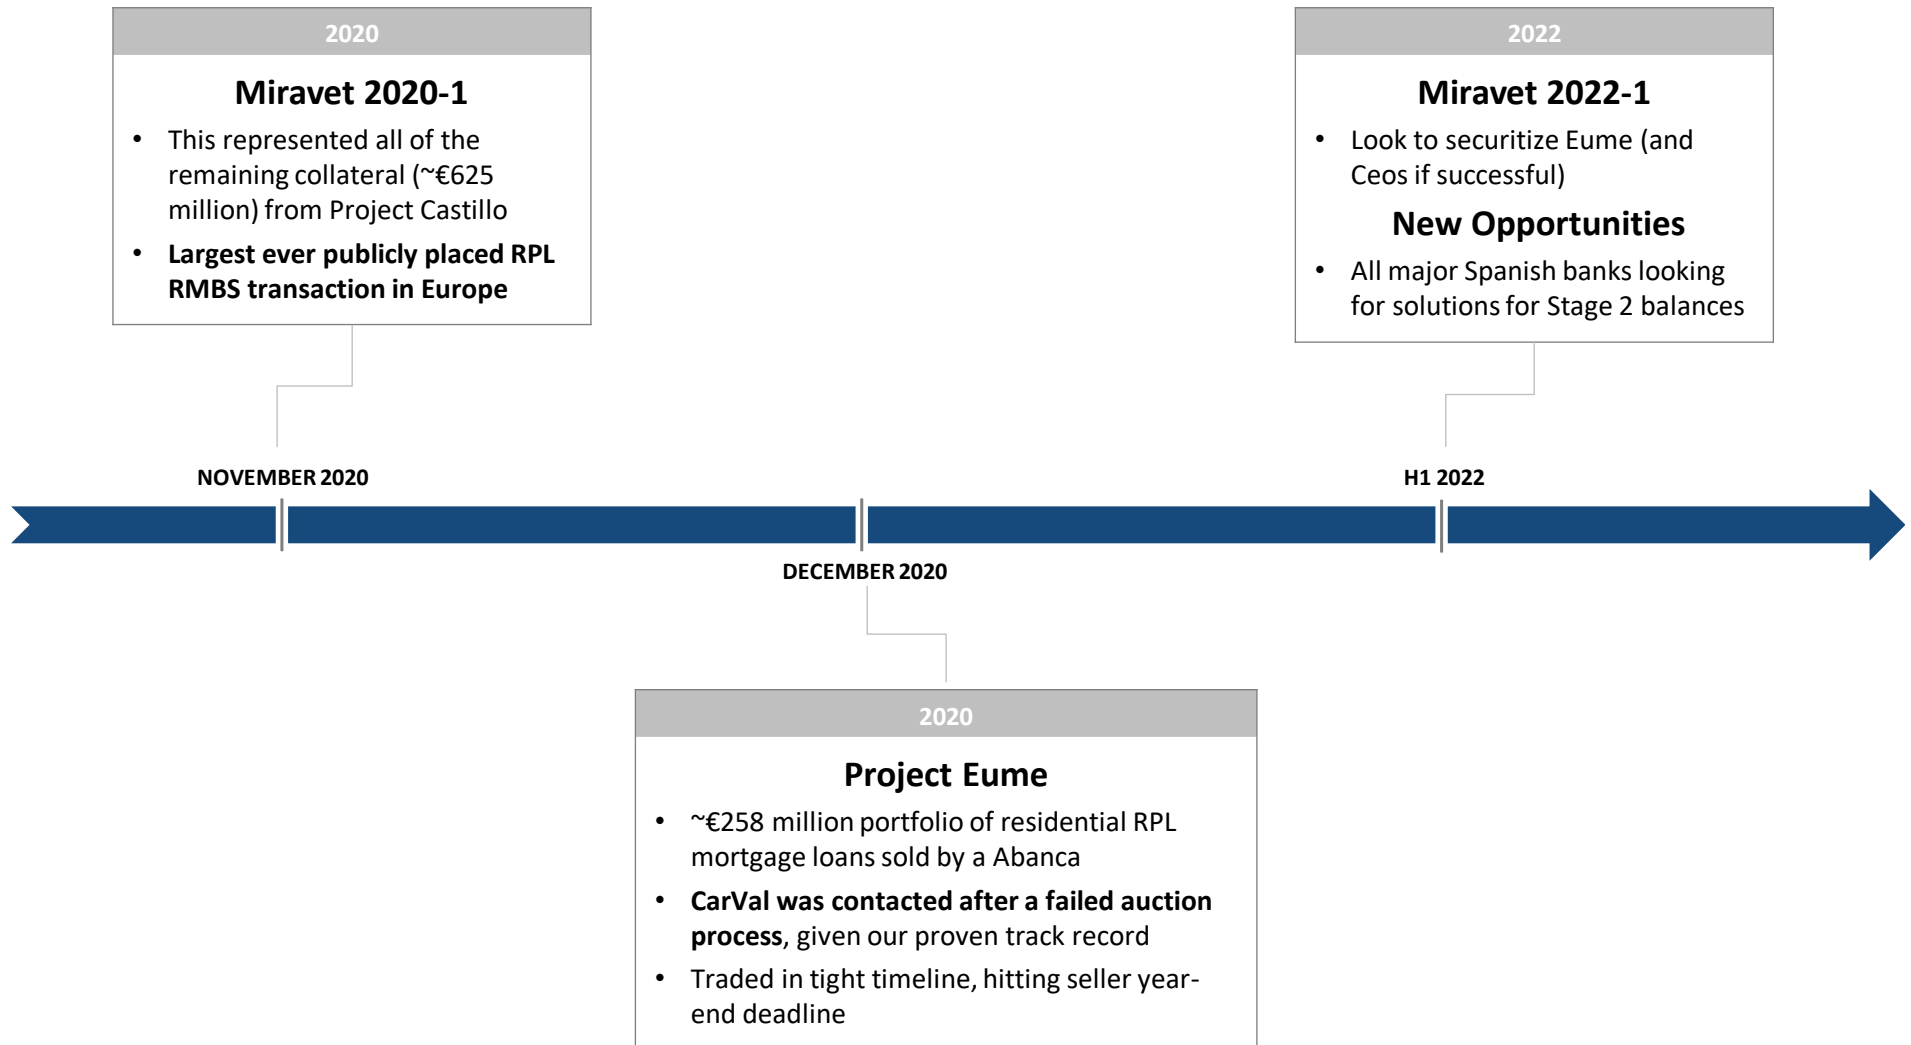 2020
Miravet 2020-1
• This represented all of the
remaining collateral (~€625
million) from Project Castillo
• Largest ever publicly placed RPL
RMBS transaction in Europe
2022
Miravet 2022-1
• Look to securitize Eume (and
Ceos if successful)
New Opportunities
• All major Spanish banks looking
for solutions for Stage 2 balances
NOVEMBER 2020
H1 2022
DECEMBER 2020
2020
Project Eume
• ~€258 million portfolio of residential RPL
mortgage loans sold by a Abanca
• CarVal was contacted after a failed auction
process, given our proven track record
• Traded in tight timeline, hitting seller year-
end deadline